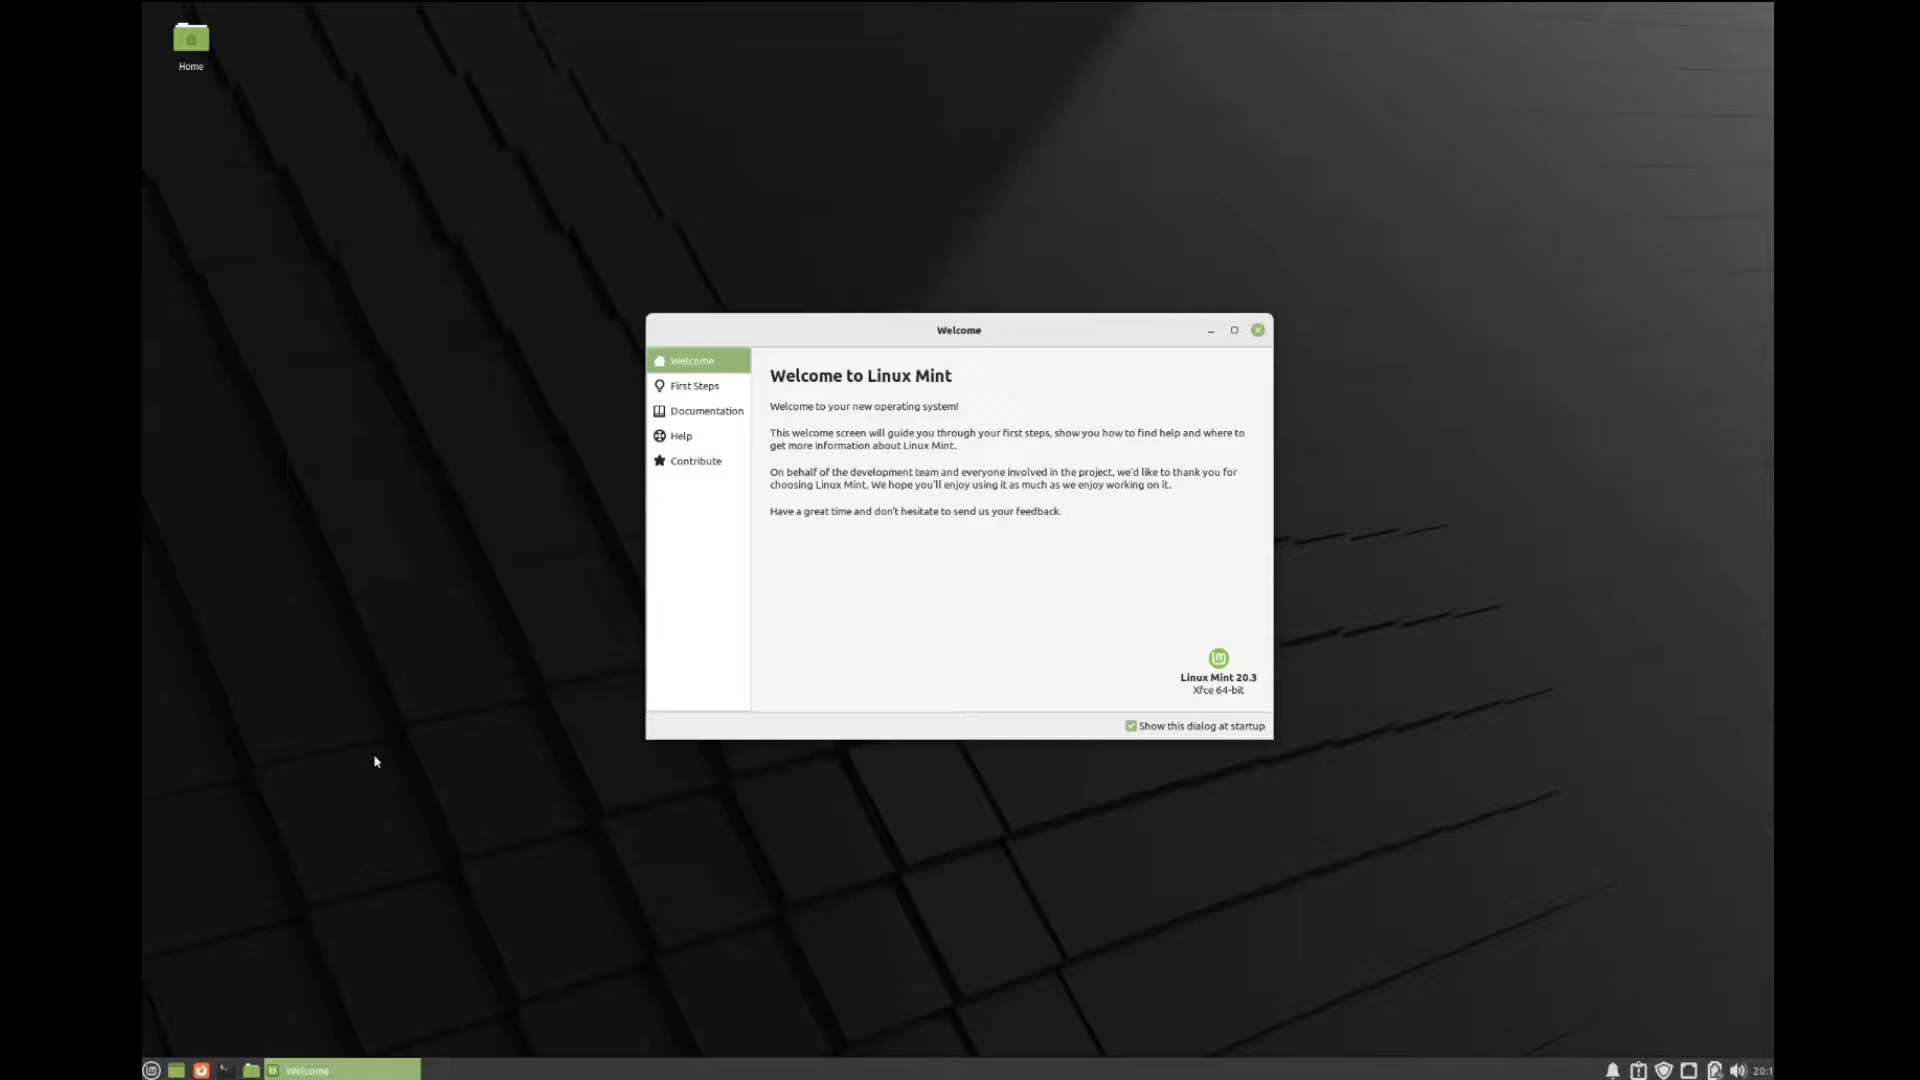 Home
Welcome
Welcome
First Steps
Documentation
Help
Contribute
Welcome to Linux Mint
Welcome to your new operating system!
This welcome screen will guide you through your first steps, show you how to find help and where to
get more information about Linux Mint.
On behalf of the development team and everyone involved in the project, we'd like to thank you for
choosing Linux Mint. We hope you'll enjoy using it as much as we enjoy working on it.
Have a great time and don't hesitate to send us your feedback.
Linux Mint 20.3
Xfce 64-bit
Show this dialog at startup
Welcome
20:1